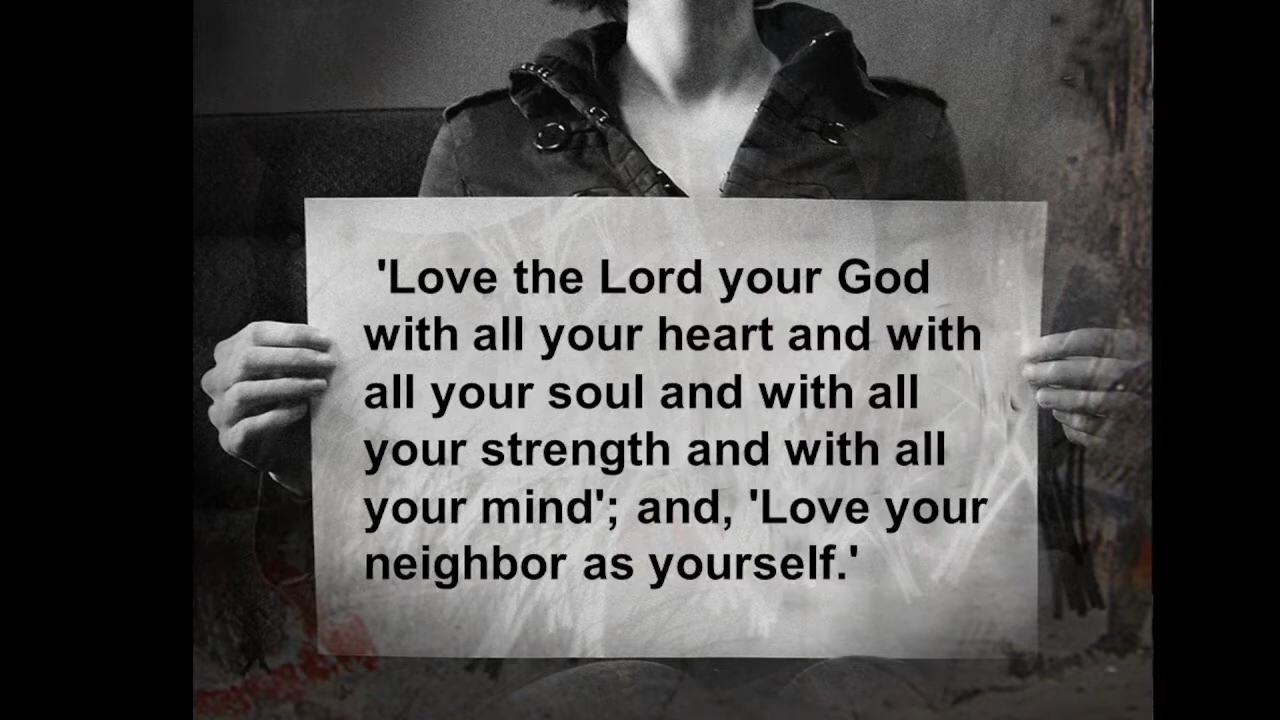 'Love the Lord your God
with all your heart and with
all your soul and with all
your strength and with all
your mind'; and, 'Love your
neighbor as yourself.'